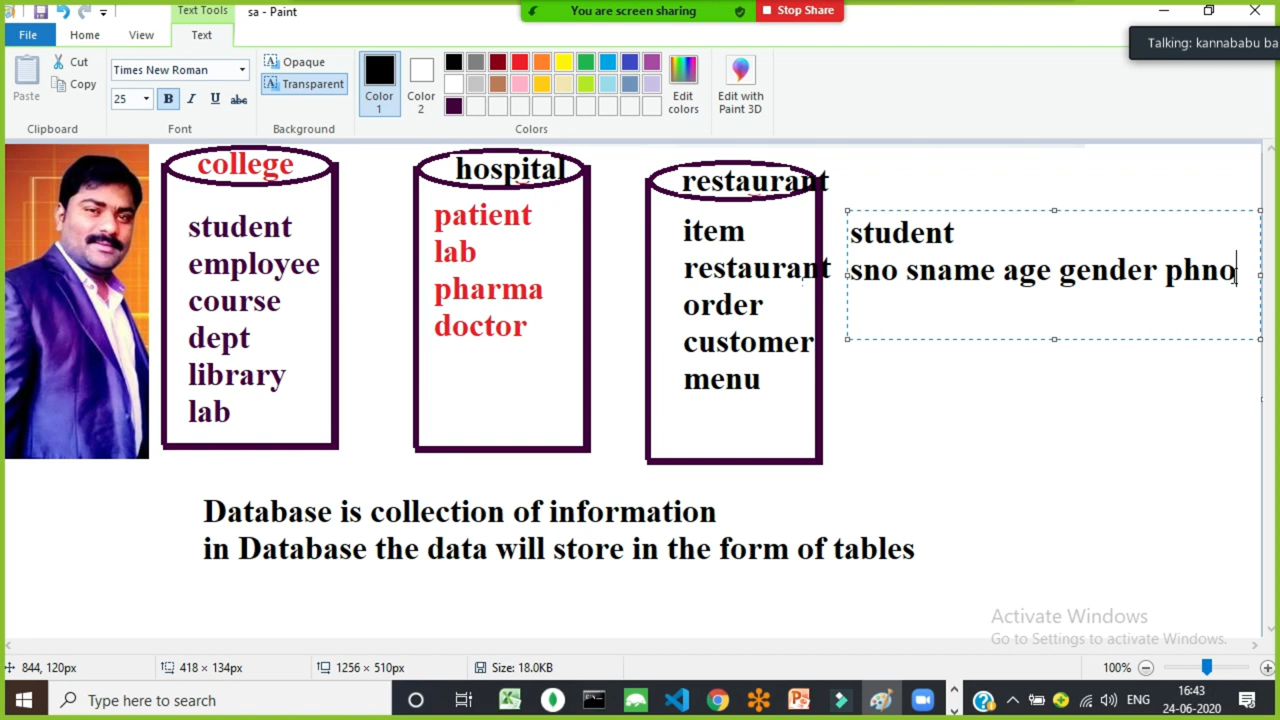 Text Tools
sa - Paint
You are screen sharing
Stop Share
File
Home
View
Text
Talking: kannababu ba
Paste
Cut
Copy
Clipboard
Times New Roman
25
B I U abc
Font
Opaque
Transparent
Background
Color 1
Color 2
Edit colors
Edit with Paint 3D
Colors
college
student
employee
course
dept
library
lab
hospital
patient
lab
pharma
doctor
restaurant
item
restaurant
order
customer
menu
student
sno sname age gender phno
Database is collection of information
in Database the data will store in the form of tables
Activate Windows
Go to Settings to activate Windows.
844, 120px
418 × 134px
1256 × 510px
Size: 18.0KB
100%
Type here to search
ENG
16:43
24-06-2020